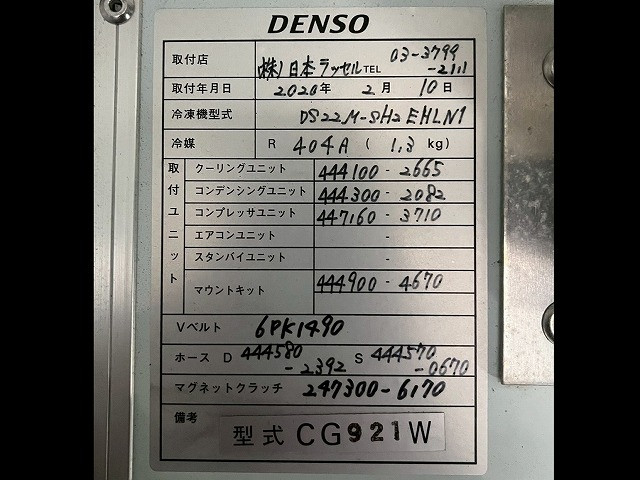 DENSO
取付店 (株)日本ラッセル TEL 03-3799-2111
取付年月日 2020年 2月 10日
冷凍機型式 DS22M-SH2EHLN1
冷媒 R 404A ( 1.3 kg)
取付ユニット
クーリングユニット 444100-2665
コンデンシングユニット 444300-2082
コンプレッサユニット 447160-3710
エアコンユニット -
スタンバイユニット -
マウントキット 444900-4670
Vベルト 6PK1490
ホース D 444580-2392 S 444570-0670
マグネットクラッチ 247300-6170
備考
型式 CG921W